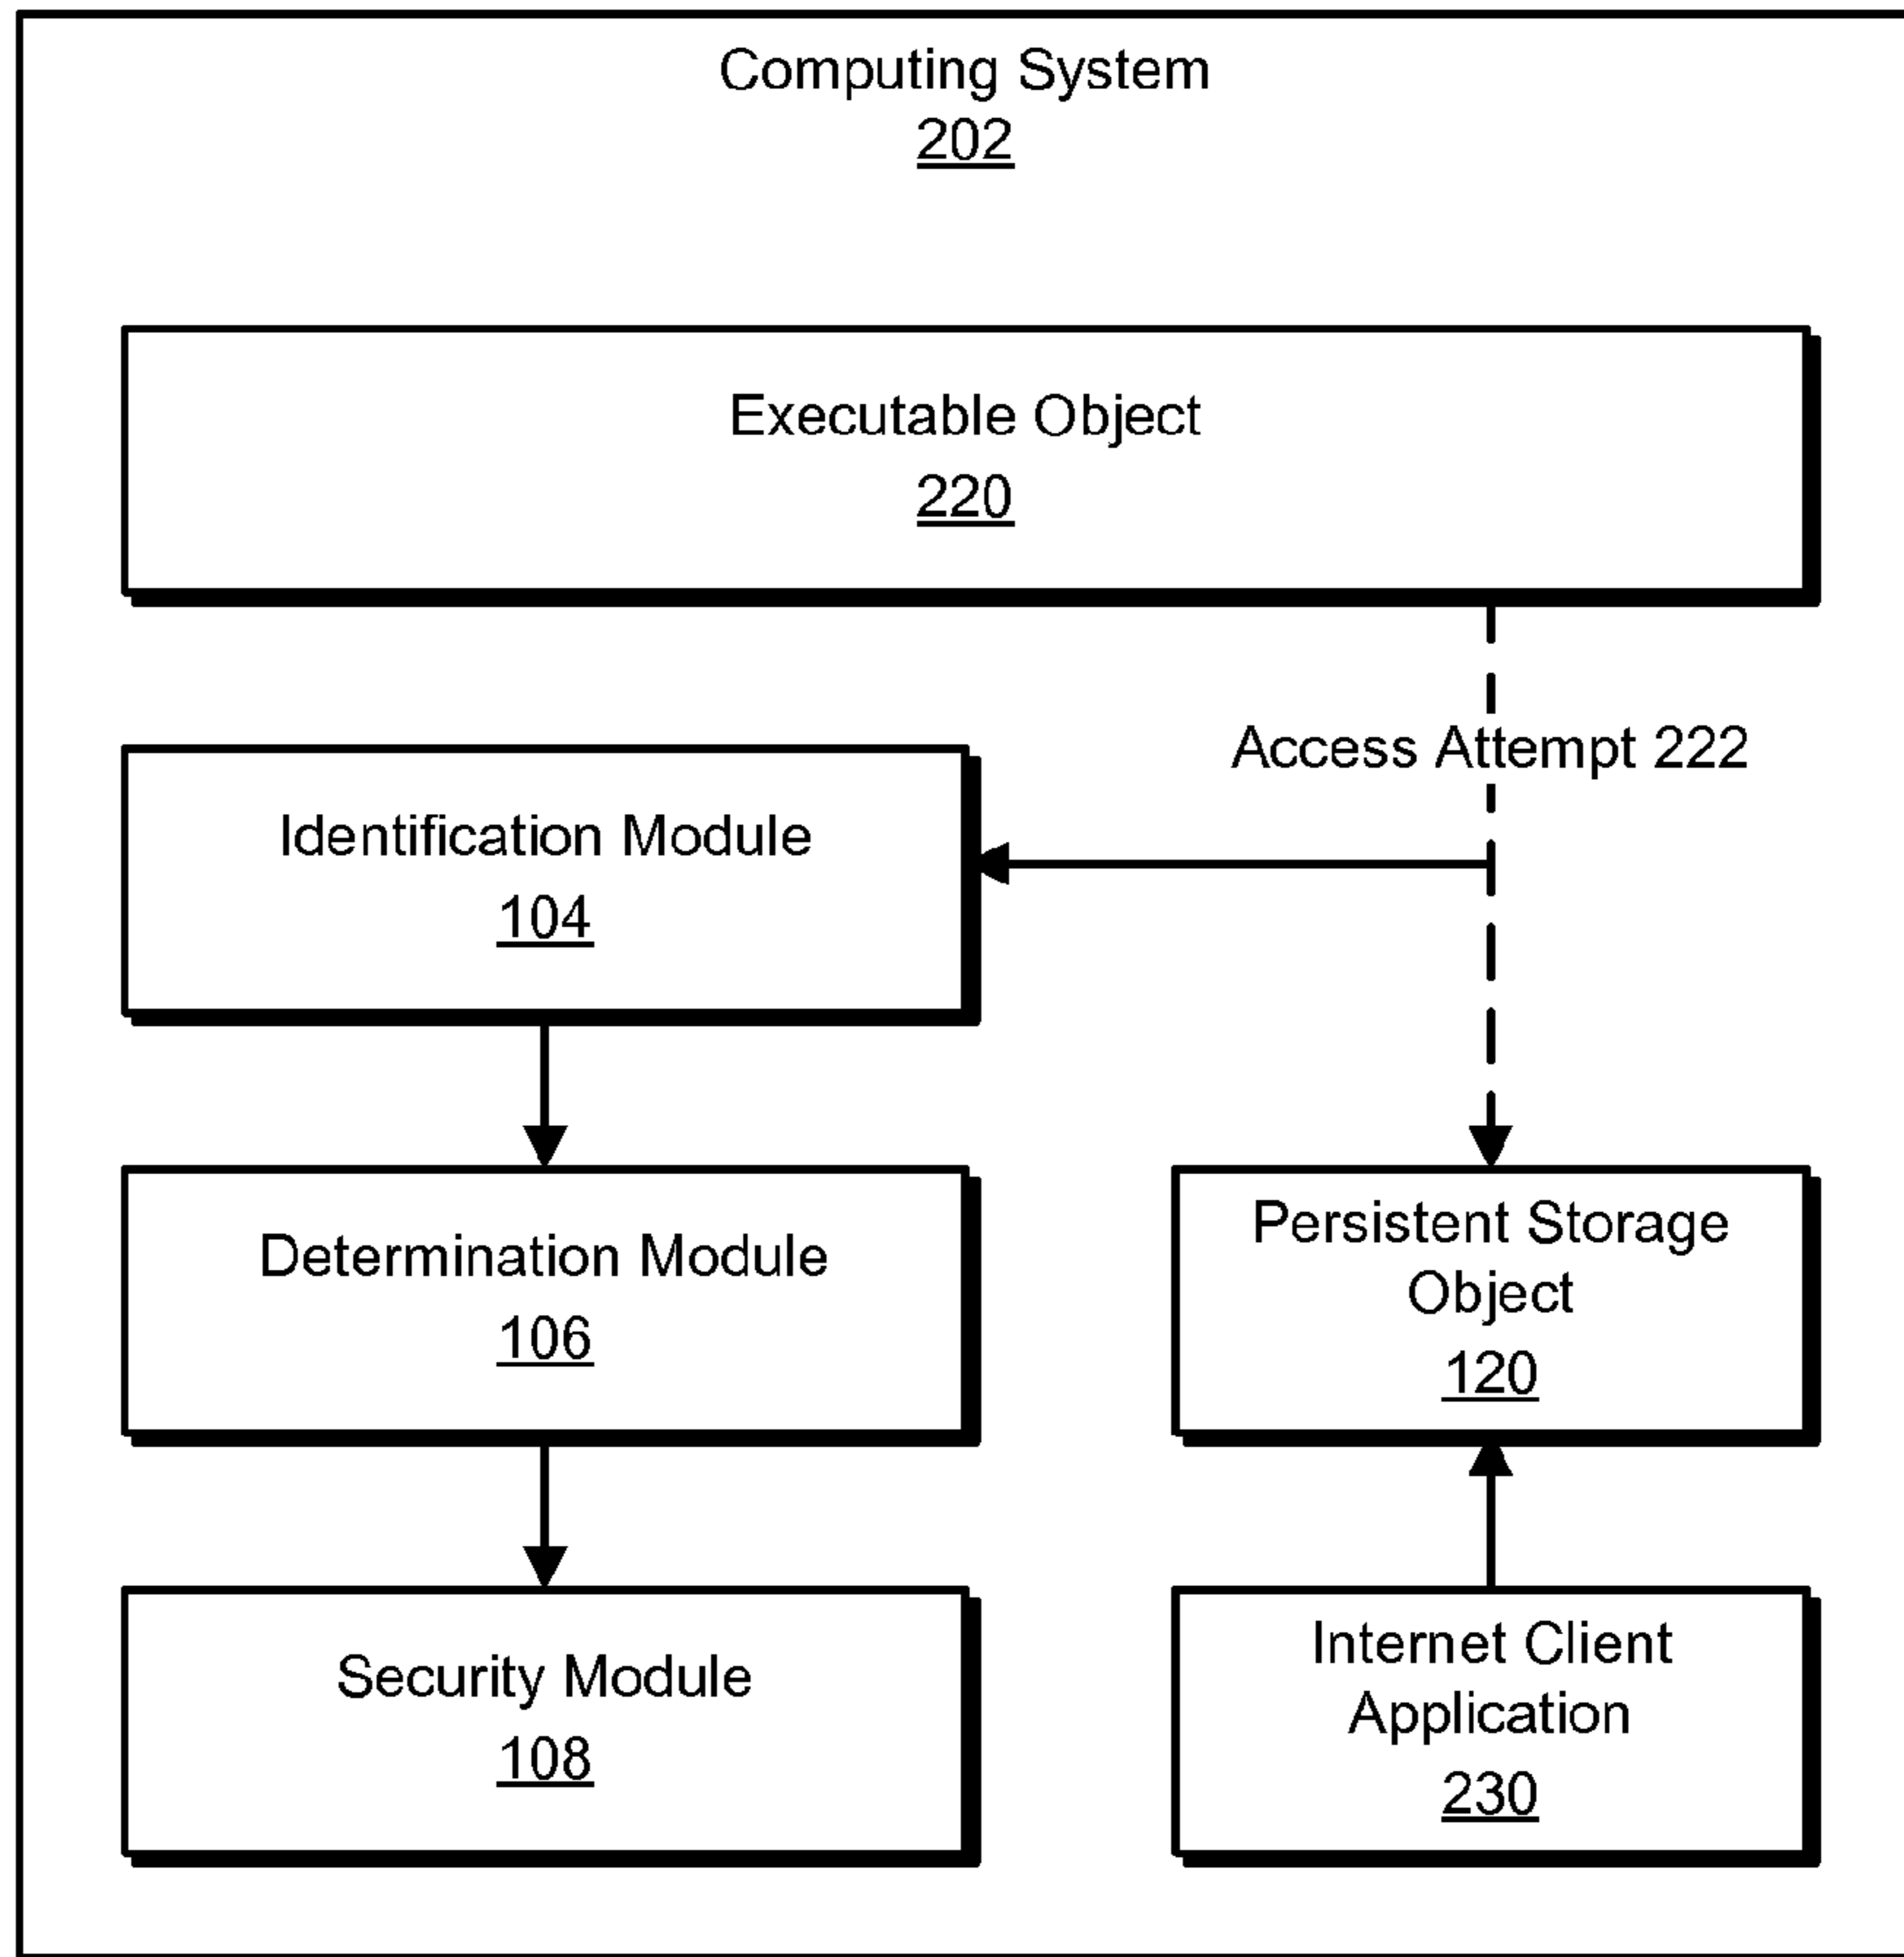 Computing System
202
Executable Object
220
Access Attempt 222
Identification Module
104
Determination Module
106
Persistent Storage
Object
120
Security Module
108
Internet Client
Application
230